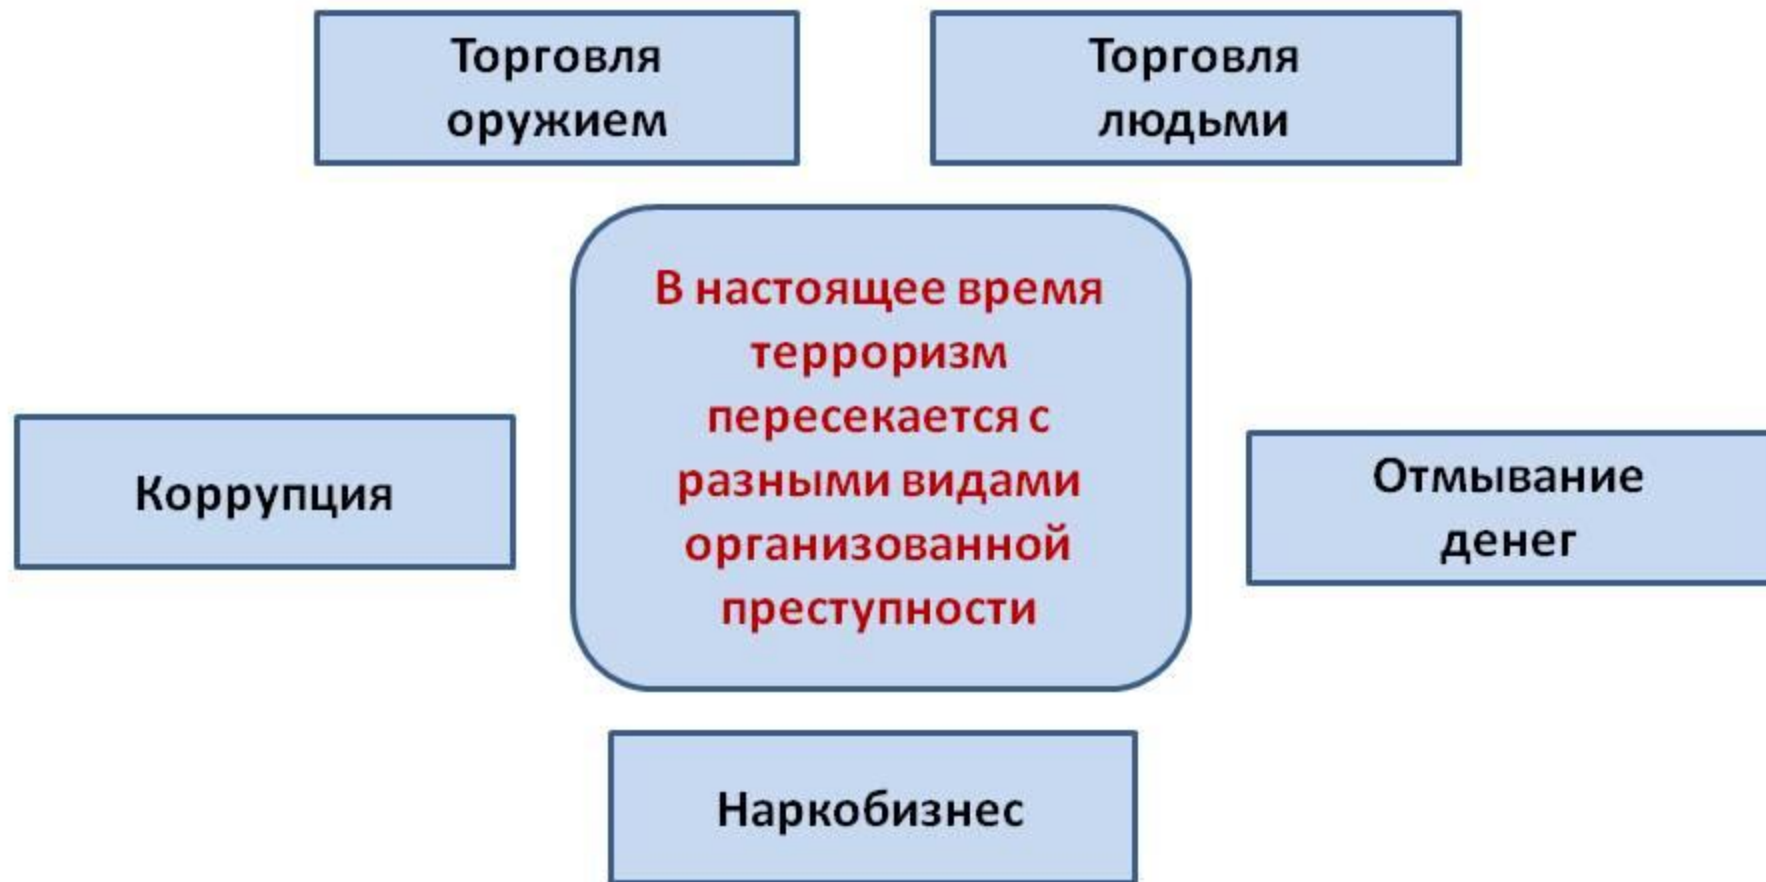 Торговля
оружием
Торговля
людьми
В настоящее время
терроризм
пересекается с
разными видами
организованной
преступности
Коррупция
Отмывание
денег
Наркобизнес